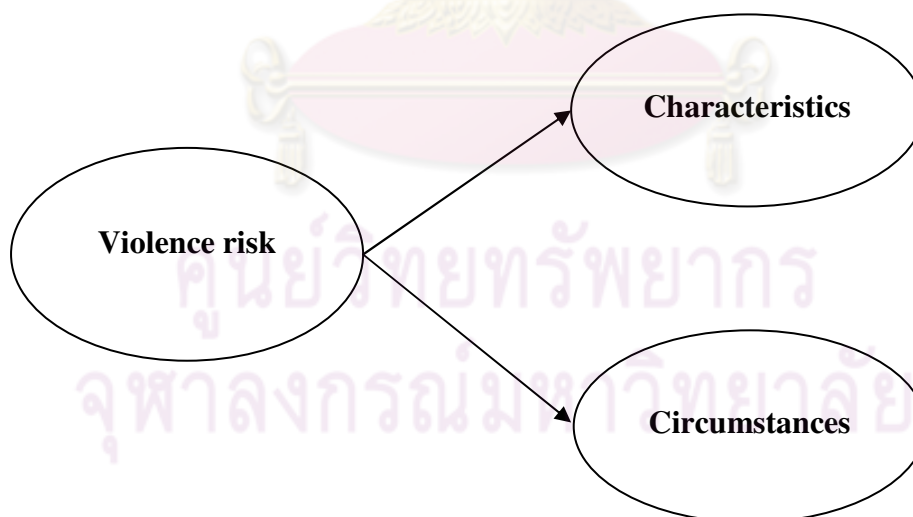 Characteristics
Violence risk
ศูนย์วิทยทรัพยากร
จุฬาลงกรณ์มหาวิทยาลัย
Circumstances